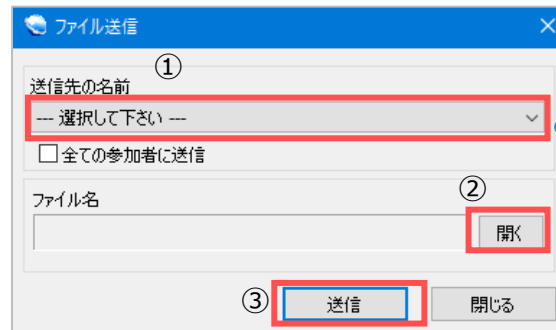 ファイル送信
①
送信先の名前
--- 選択して下さい ---
全ての参加者に送信
②
ファイル名
開く
③
送信
閉じる